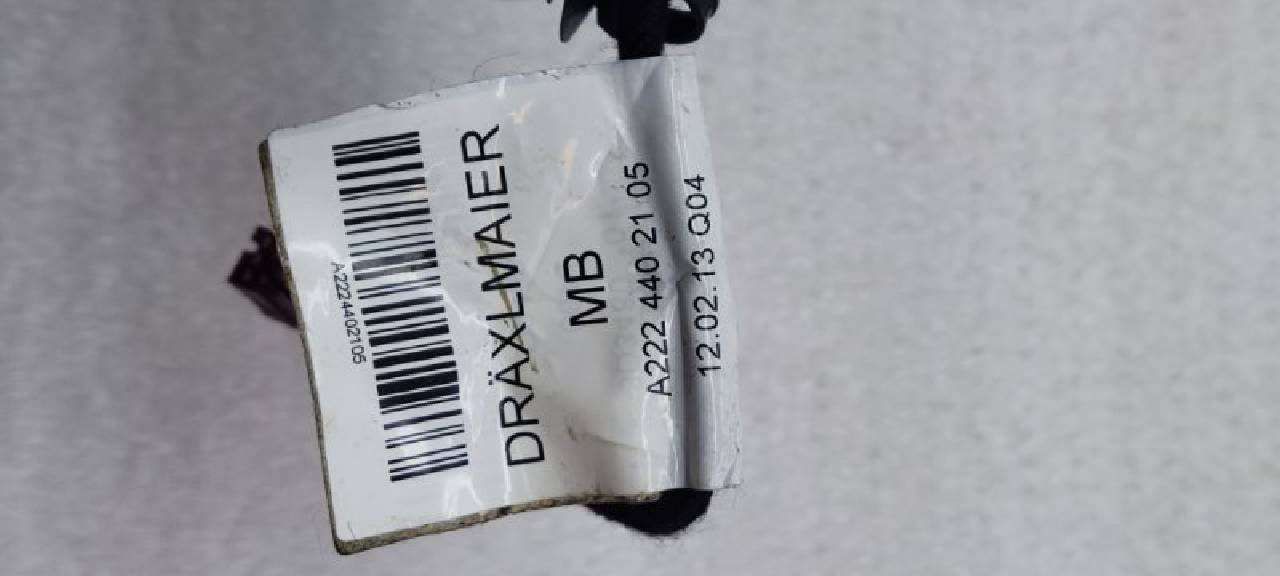 DRÄXLMAIER
MB
A222 440 21 05
12.02.13 Q04
A2224402105